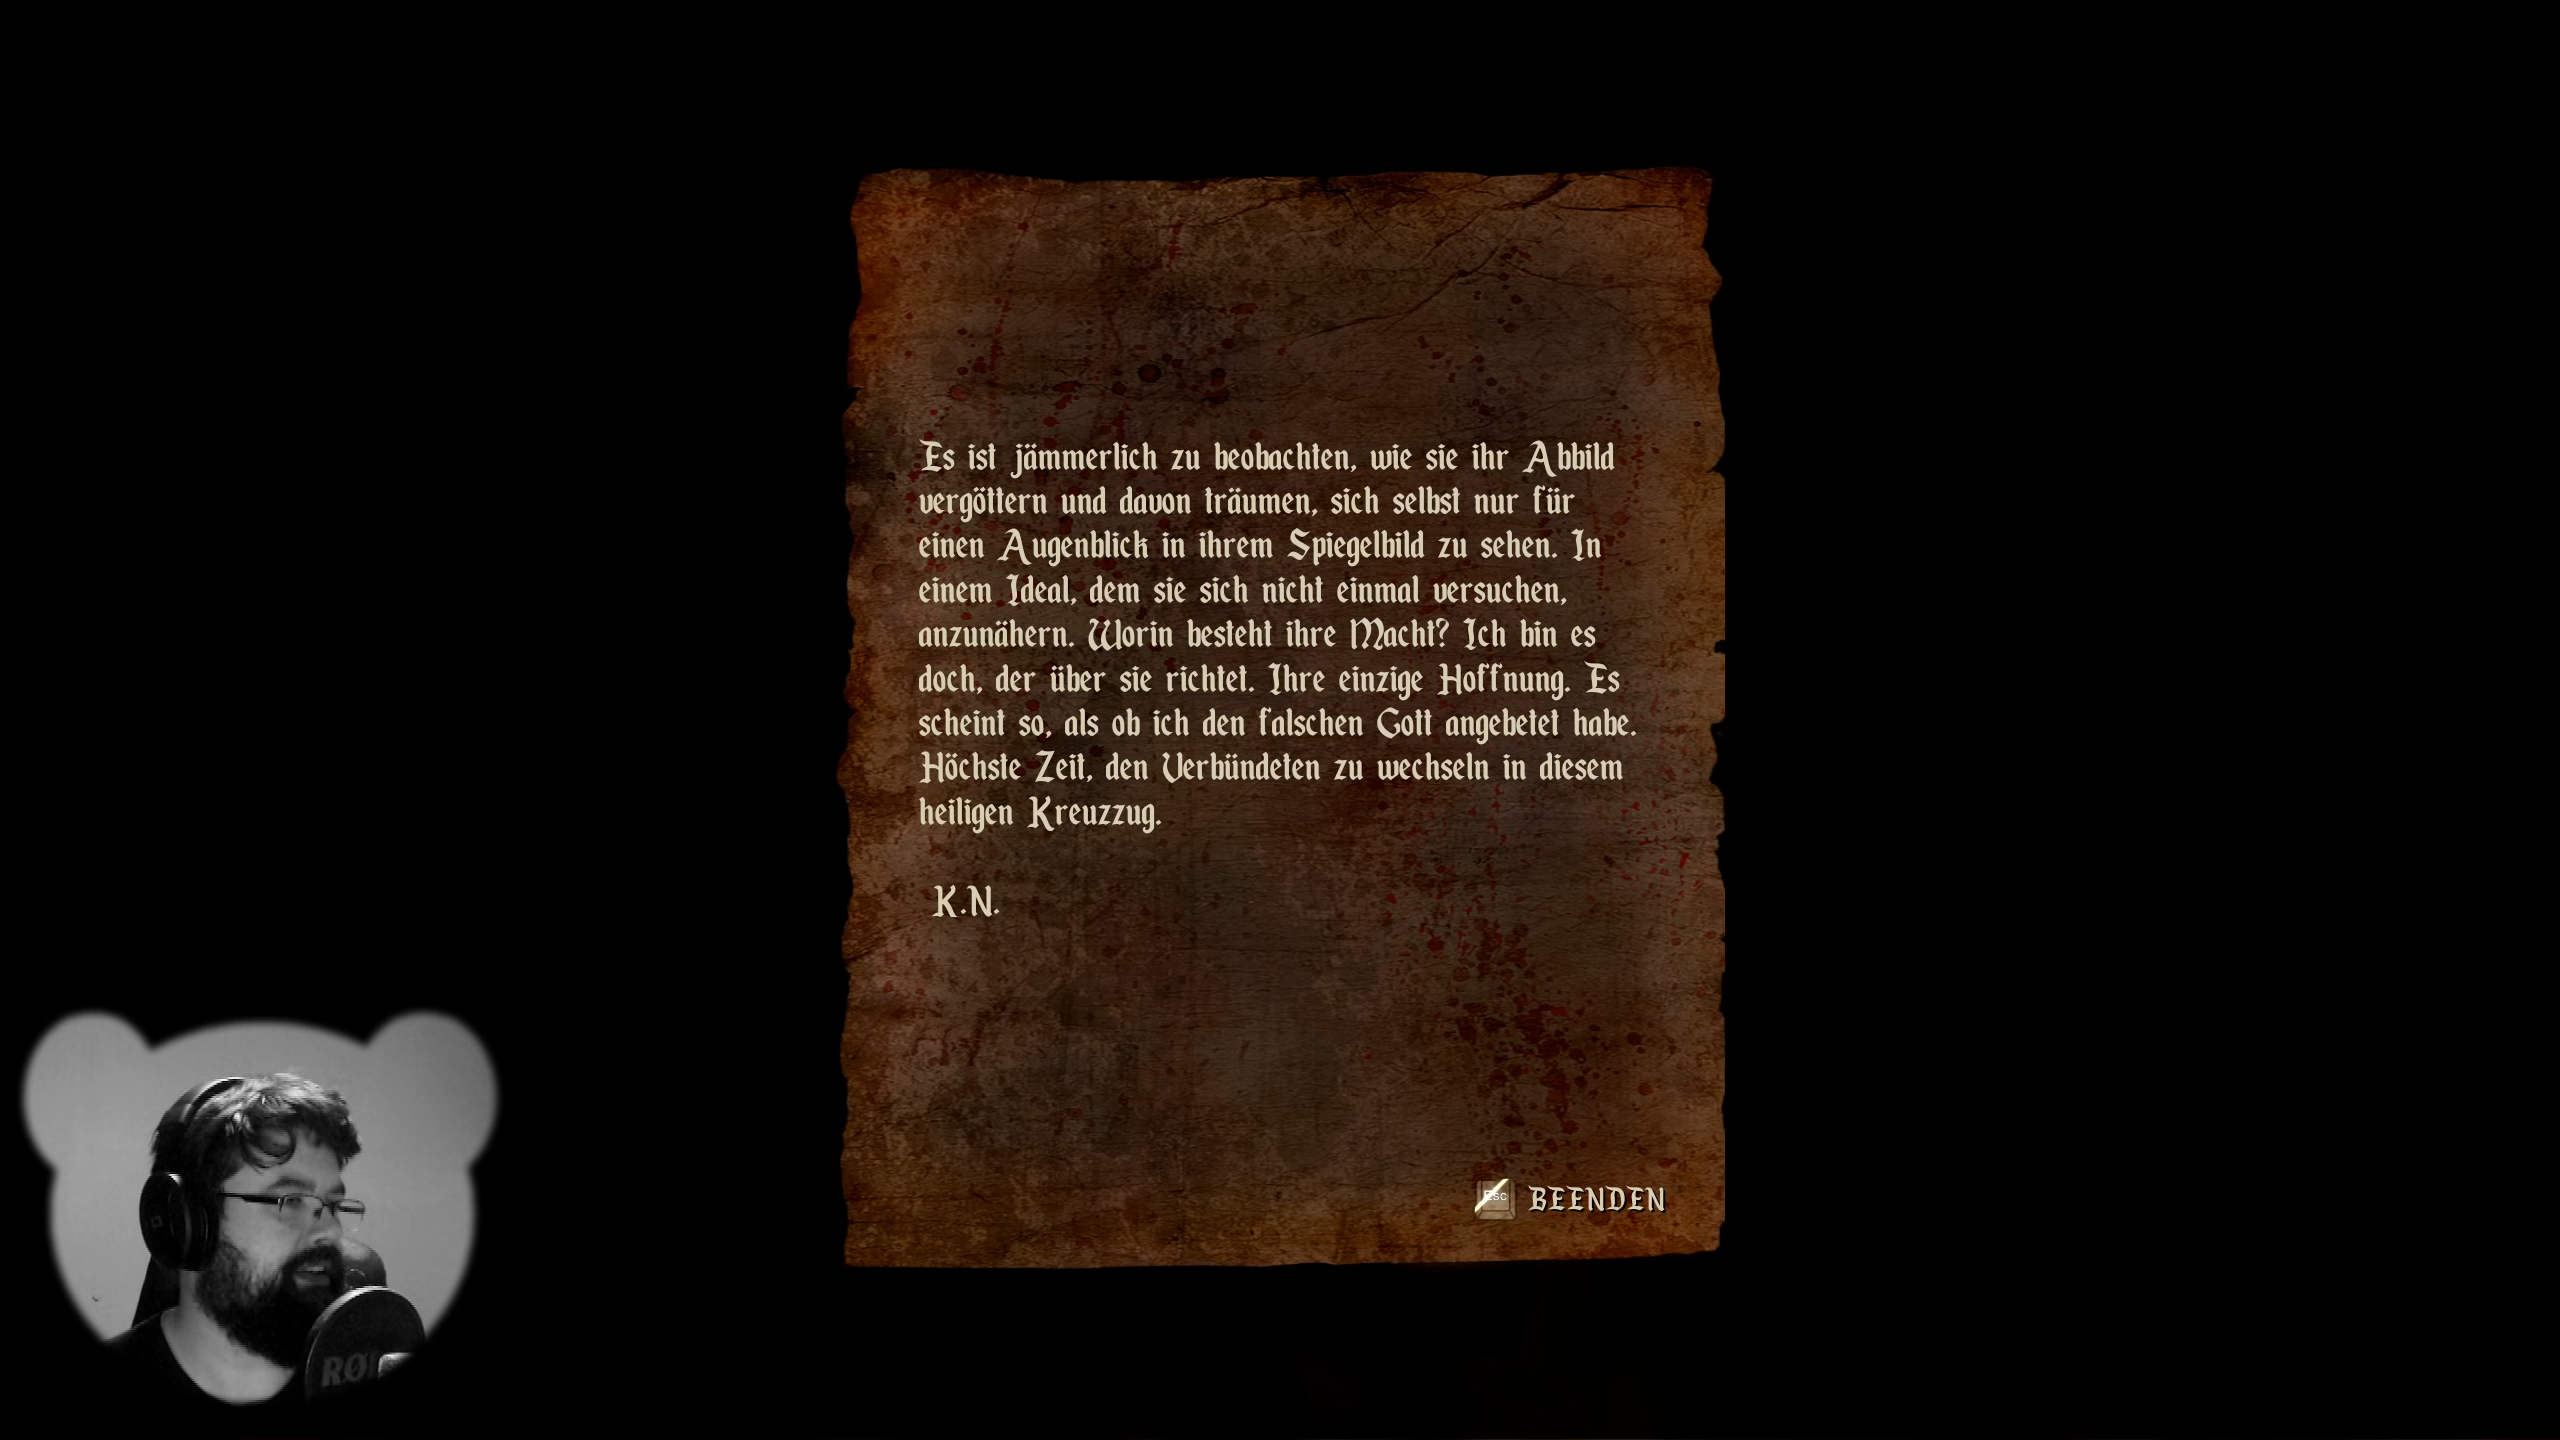 Es ist jämmerlich zu beobachten, wie sie ihr Abbild
vergöttern und davon träumen, sich selbst nur für
einen Augenblick in ihrem Spiegelbild zu sehen. In
einem Ideal, dem sie sich nicht einmal versuchen,
anzunähern. Worin besteht ihre Macht? Ich bin es
doch, der über sie richtet. Ihre einzige Hoffnung. Es
scheint so, als ob ich den falschen Gott angebetet habe.
Höchste Zeit, den Verbündeten zu wechseln in diesem
heiligen Kreuzzug.
K.N.
Esc BEENDEN